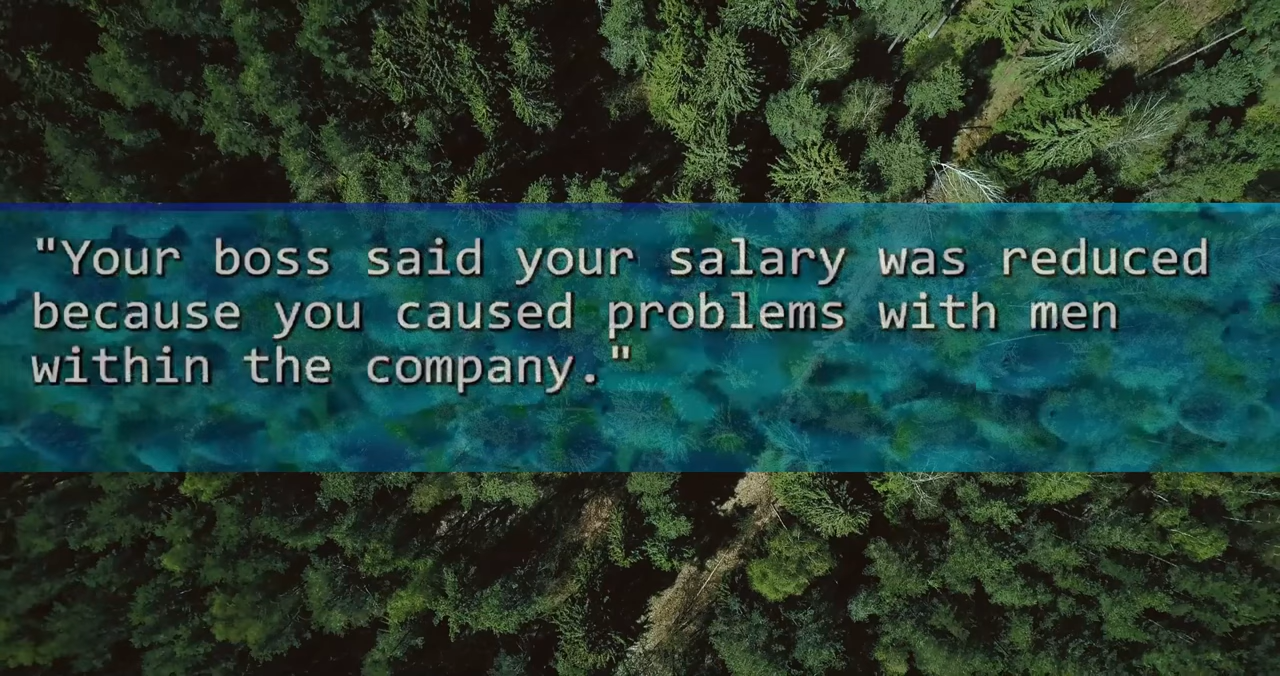 "Your boss said your salary was reduced
because you caused problems with men
within the company."